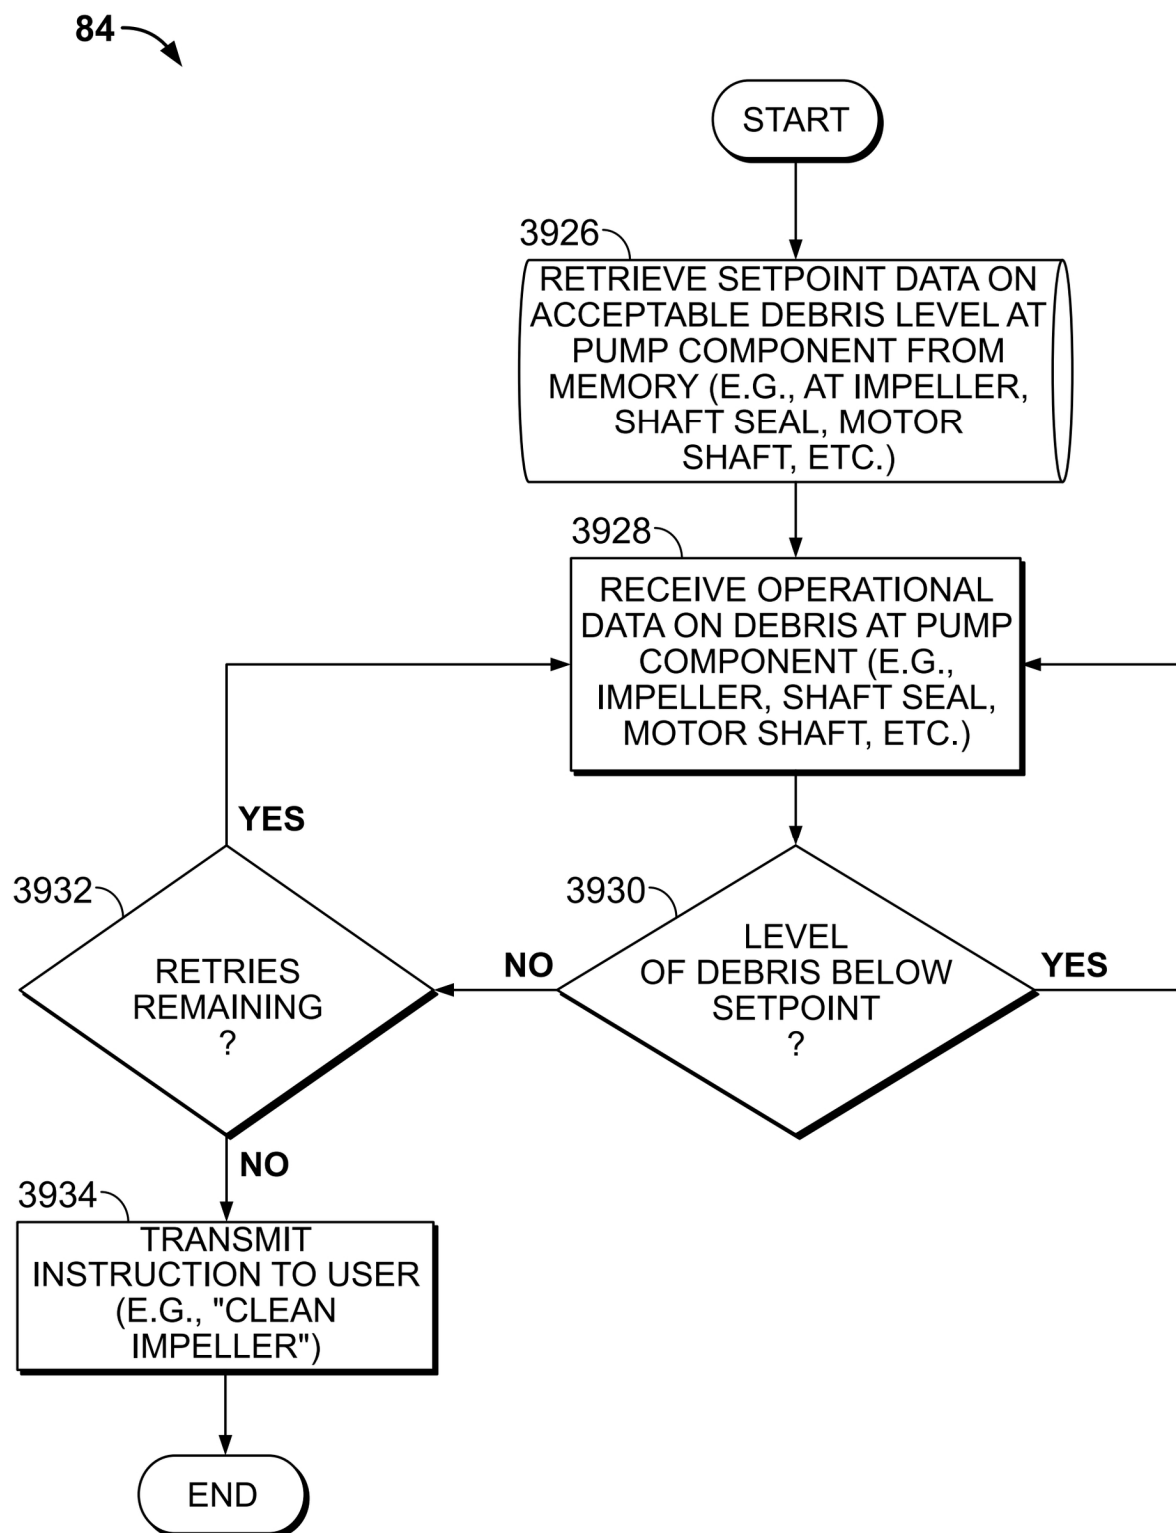 84
START
3926
RETRIEVE SETPOINT DATA ON
ACCEPTABLE DEBRIS LEVEL AT
PUMP COMPONENT FROM
MEMORY (E.G., AT IMPELLER,
SHAFT SEAL, MOTOR
SHAFT, ETC.)
3928
RECEIVE OPERATIONAL
DATA ON DEBRIS AT PUMP
COMPONENT (E.G.,
IMPELLER, SHAFT SEAL,
MOTOR SHAFT, ETC.)
3930
LEVEL
OF DEBRIS BELOW
SETPOINT
?
YES
NO
3932
RETRIES
REMAINING
?
YES
NO
3934
TRANSMIT
INSTRUCTION TO USER
(E.G., "CLEAN
IMPELLER")
END